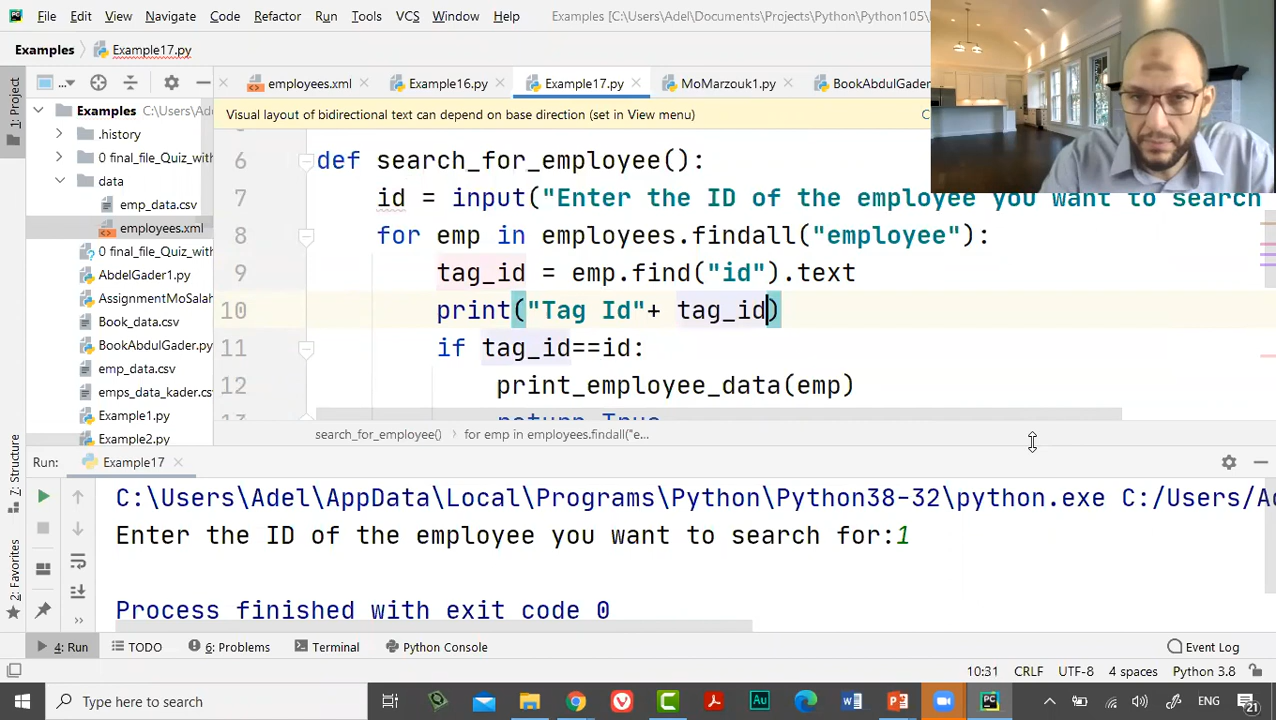 File Edit View Navigate Code Refactor Run Tools VCS Window Help Examples [C:\Users\Adel\Documents\Projects\Python\Python105\
Examples Example17.py
employees.xml Example16.py Example17.py MoMarzouk1.py BookAbdulGader
1: Project
Examples C:\Users\Ad
Visual layout of bidirectional text can depend on base direction (set in View menu)
.history
0 final_file_Quiz_with
data
emp_data.csv
employees.xml
0 final_file_Quiz_with
AbdelGader1.py
AssignmentMoSalah
Book_data.csv
BookAbdulGader.py
emp_data.csv
emps_data_kader.cs
Example1.py
Example2.py
6 def search_for_employee():
7 id = input("Enter the ID of the employee you want to search
8 for emp in employees.findall("employee"):
9 tag_id = emp.find("id").text
10 print("Tag Id"+ tag_id)
11 if tag_id==id:
12 print_employee_data(emp)
13 return True
search_for_employee() for emp in employees.findall("e...
Z: Structure
2: Favorites
Run: Example17
C:\Users\Adel\AppData\Local\Programs\Python\Python38-32\python.exe C:/Users/Ad
Enter the ID of the employee you want to search for:1
Process finished with exit code 0
4: Run TODO 6: Problems Terminal Python Console Event Log
10:31 CRLF UTF-8 4 spaces Python 3.8
Type here to search
ENG
21